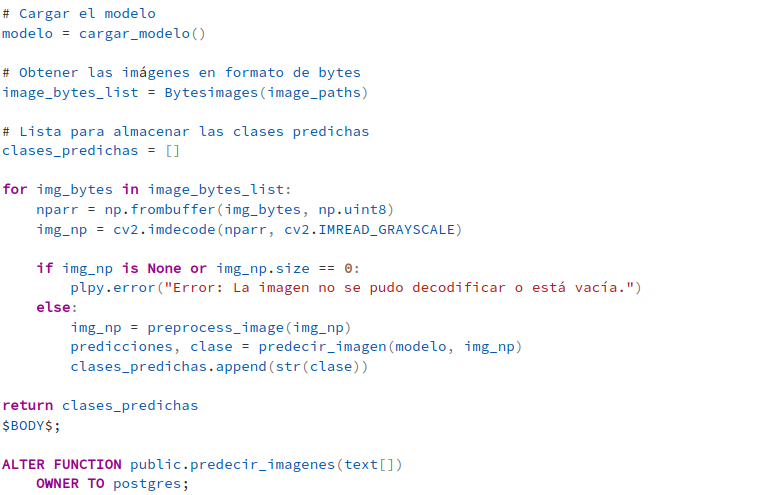 # Cargar el modelo
modelo = cargar_modelo()
# Obtener las imágenes en formato de bytes
image_bytes_list = Bytesimages(image_paths)
# Lista para almacenar las clases predichas
clases_predichas = []
for img_bytes in image_bytes_list:
    nparr = np.frombuffer(img_bytes, np.uint8)
    img_np = cv2.imdecode(nparr, cv2.IMREAD_GRAYSCALE)
    if img_np is None or img_np.size == 0:
        plpy.error("Error: La imagen no se pudo decodificar o está vacía.")
    else:
        img_np = preprocess_image(img_np)
        predicciones, clase = predecir_imagen(modelo, img_np)
        clases_predichas.append(str(clase))
return clases_predichas
$BODY$;
ALTER FUNCTION public.predecir_imagenes(text[])
    OWNER TO postgres;